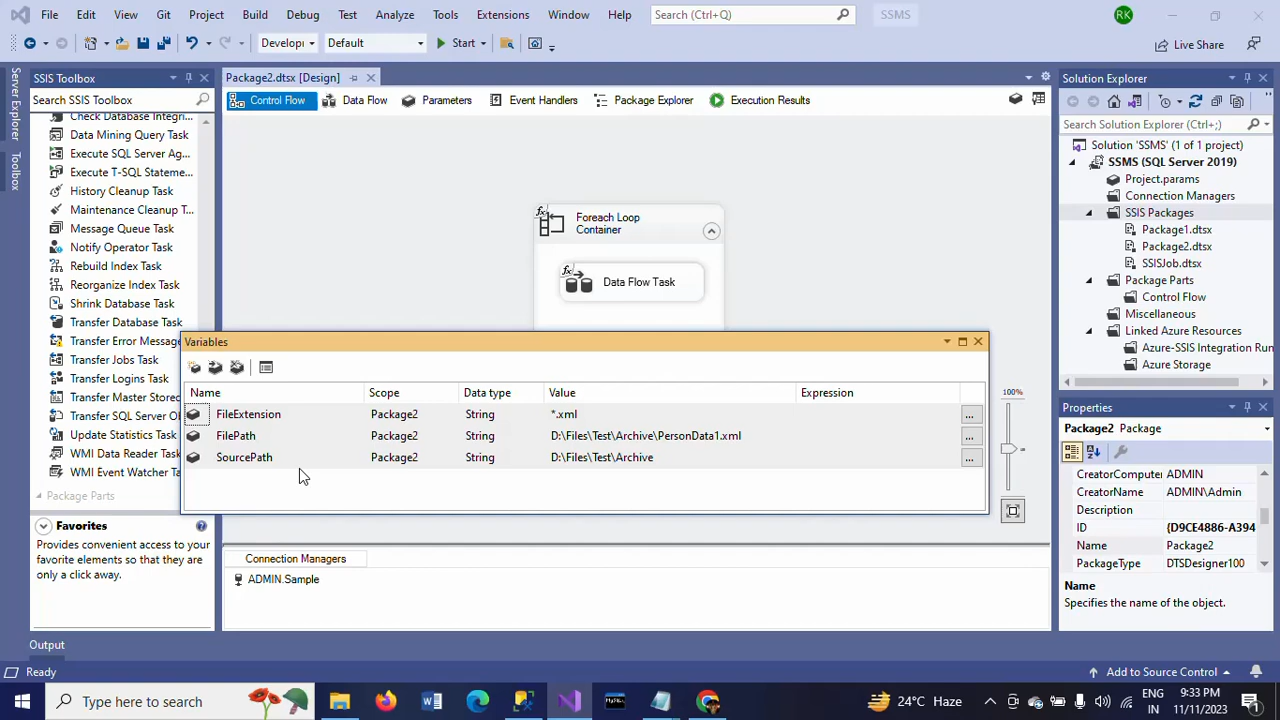 File Edit View Git Project Build Debug Test Analyze Tools Extensions Window Help Search (Ctrl+Q) SSMS RK
Developi Default Start Live Share
Server Explorer
Toolbox
SSIS Toolbox
Search SSIS Toolbox
Check Database Integri...
Data Mining Query Task
Execute SQL Server Ag...
Execute T-SQL Stateme...
History Cleanup Task
Maintenance Cleanup T...
Message Queue Task
Notify Operator Task
Rebuild Index Task
Reorganize Index Task
Shrink Database Task
Transfer Database Task
Transfer Error Message
Transfer Jobs Task
Transfer Logins Task
Transfer Master Stored
Transfer SQL Server Ol
Update Statistics Task
WMI Data Reader Task
WMI Event Watcher Ta
Package Parts
Favorites
Provides convenient access to your
favorite elements so that they are
only a click away.
Package2.dtsx [Design]
Control Flow Data Flow Parameters Event Handlers Package Explorer Execution Results
Foreach Loop
Container
Data Flow Task
Variables
Name Scope Data type Value Expression
FileExtension Package2 String *.xml ...
FilePath Package2 String D:\Files\Test\Archive\PersonData1.xml ...
SourcePath Package2 String D:\Files\Test\Archive ...
100%
Connection Managers
ADMIN.Sample
Solution Explorer
Search Solution Explorer (Ctrl+;)
Solution 'SSMS' (1 of 1 project)
SSMS (SQL Server 2019)
Project.params
Connection Managers
SSIS Packages
Package1.dtsx
Package2.dtsx
SSISJob.dtsx
Package Parts
Control Flow
Miscellaneous
Linked Azure Resources
Azure-SSIS Integration Run
Azure Storage
Properties
Package2 Package
CreatorComputer ADMIN
CreatorName ADMIN\Admin
Description
ID {D9CE4886-A394
Name Package2
PackageType DTSDesigner100
Name
Specifies the name of the object.
Output
Ready Add to Source Control
Type here to search 24°C Haze ENG IN 9:33 PM 11/11/2023 1